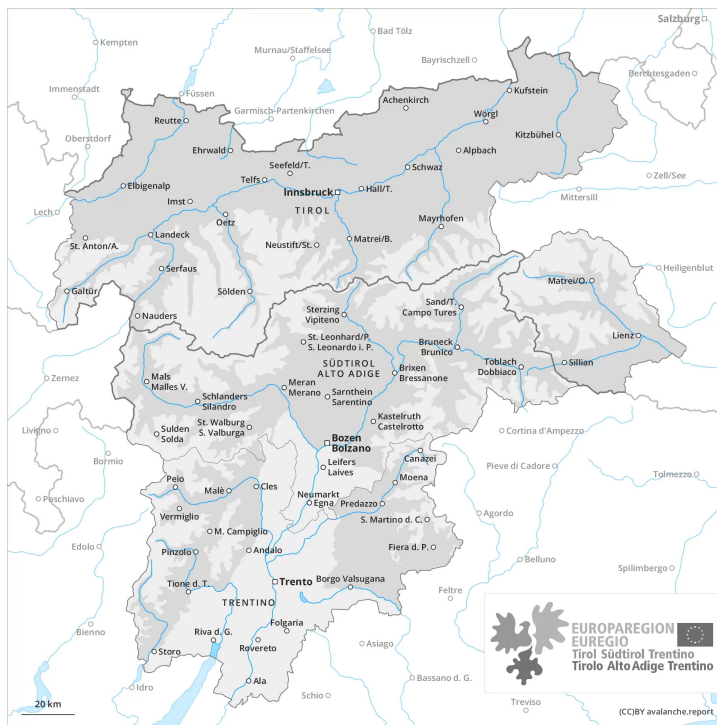 Salzburg
Kempten
Bad Tölz
Murnau/Staffelsee
Bayrischzell
Berchtesgaden
Immenstadt
Füssen
Kufstein
Achenkirch
Garmisch-Partenkirchen
Reutte
Wörgl
Oberstdorf
Kitzbühel
Ehrwald
Alpbach
Seefeld/T.
Schwaz
Zell/See
Telfs
Elbigenalp
Innsbruck
Hall/T.
Mittersill
Imst
TIROL
Lech
Oetz
Mayrhofen
Landeck
St. Anton/A.
Neustift/St.
Matrei/B.
Serfaus
Heiligenblut
Matrei/O.
Galtür
Sölden
Sand/T.
Campo Tures
Nauders
Sterzing
Vipiteno
Lienz
St. Leonhard/P.
S. Leonardo i. P.
Bruneck
Brunico
SÜDTIROL
ALTO ADIGE
Toblach
Dobbiaco
Sillian
Brixen
Bressanone
Zernez
Mals
Malles V.
Meran
Merano
Schlanders
Silandro
Sarnthein
Sarentino
Kastelruth
Castelrotto
St. Walburg
S. Valburga
Livigno
Sulden
Solda
Cortina d'Ampezzo
Bozen
Bolzano
Bormio
Canazei
Pieve di Cadore
Leifers
Laives
Tolmezzo
Peio
Moena
Malè
Cles
Neumarkt
Egna
Predazzo
Poschiavo
Vermiglio
Agordo
S. Martino d. C.
M. Campiglio
Edolo
Andalo
Fiera d. P.
Pinzolo
Belluno
Spilimbergo
Trento
Borgo Valsugana
Tione d. T.
Feltre
TRENTINO
Folgaria
Bienno
Riva d. G.
Rovereto
Asiago
Storo
Bassano d. G.
Ala
Idro
Schio
Treviso
20 km
EUROPAREGION
EUREGIO
Tirol Südtirol Trentino
Tirolo Alto Adige Trentino
(CC)BY avalanche.report